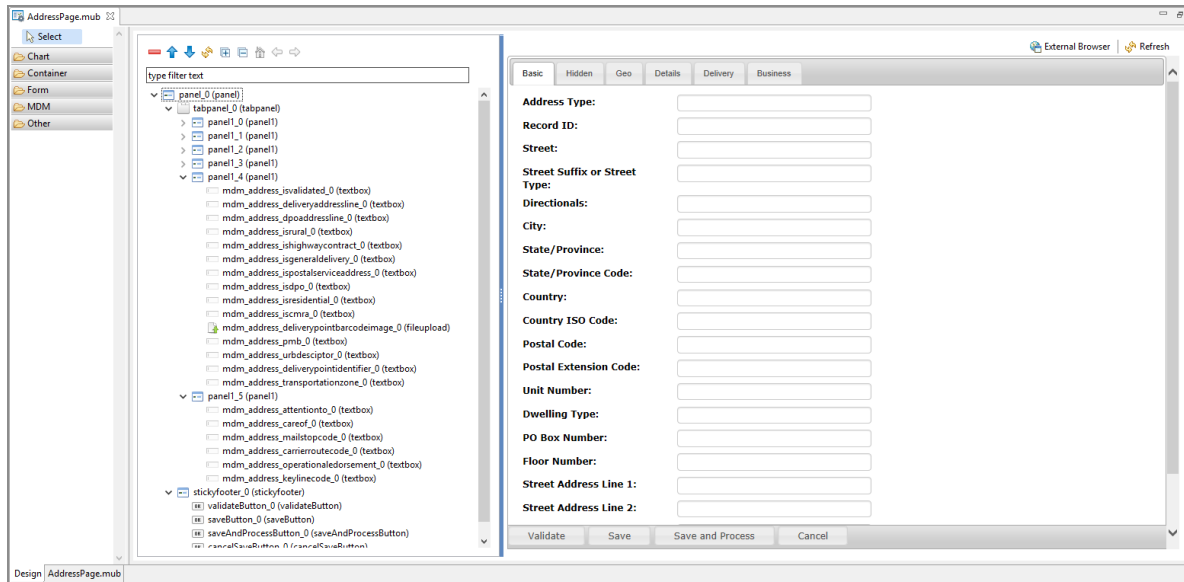 AddressPage.mub
Select
Chart
Container
Form
MDM
Other
type filter text
panel_0 (panel)
tabpanel_0 (tabpanel)
panel1_0 (panel1)
panel1_1 (panel1)
panel1_2 (panel1)
panel1_3 (panel1)
panel1_4 (panel1)
mdm_address_isvalidated_0 (textbox)
mdm_address_deliveryaddressline_0 (textbox)
mdm_address_dpoaddressline_0 (textbox)
mdm_address_isrural_0 (textbox)
mdm_address_ishighwaycontract_0 (textbox)
mdm_address_isgeneraldelivery_0 (textbox)
mdm_address_ispostalserviceaddress_0 (textbox)
mdm_address_isdpo_0 (textbox)
mdm_address_isresidential_0 (textbox)
mdm_address_iscmra_0 (textbox)
mdm_address_deliverypointbarcodeimage_0 (fileupload)
mdm_address_pmb_0 (textbox)
mdm_address_urbdesciptor_0 (textbox)
mdm_address_deliverypointidentifier_0 (textbox)
mdm_address_transportationzone_0 (textbox)
panel1_5 (panel1)
mdm_address_attentionto_0 (textbox)
mdm_address_careof_0 (textbox)
mdm_address_mailstopcode_0 (textbox)
mdm_address_carrierroutecode_0 (textbox)
mdm_address_operationaledorsement_0 (textbox)
mdm_address_keylinecode_0 (textbox)
stickyfooter_0 (stickyfooter)
validateButton_0 (validateButton)
saveButton_0 (saveButton)
saveAndProcessButton_0 (saveAndProcessButton)
cancelSaveButton_0 (cancelSaveButton)
External Browser Refresh
Basic Hidden Geo Details Delivery Business
Address Type:
Record ID:
Street:
Street Suffix or Street
Type:
Directionals:
City:
State/Province:
State/Province Code:
Country:
Country ISO Code:
Postal Code:
Postal Extension Code:
Unit Number:
Dwelling Type:
PO Box Number:
Floor Number:
Street Address Line 1:
Street Address Line 2:
Validate Save Save and Process Cancel
Design AddressPage.mub